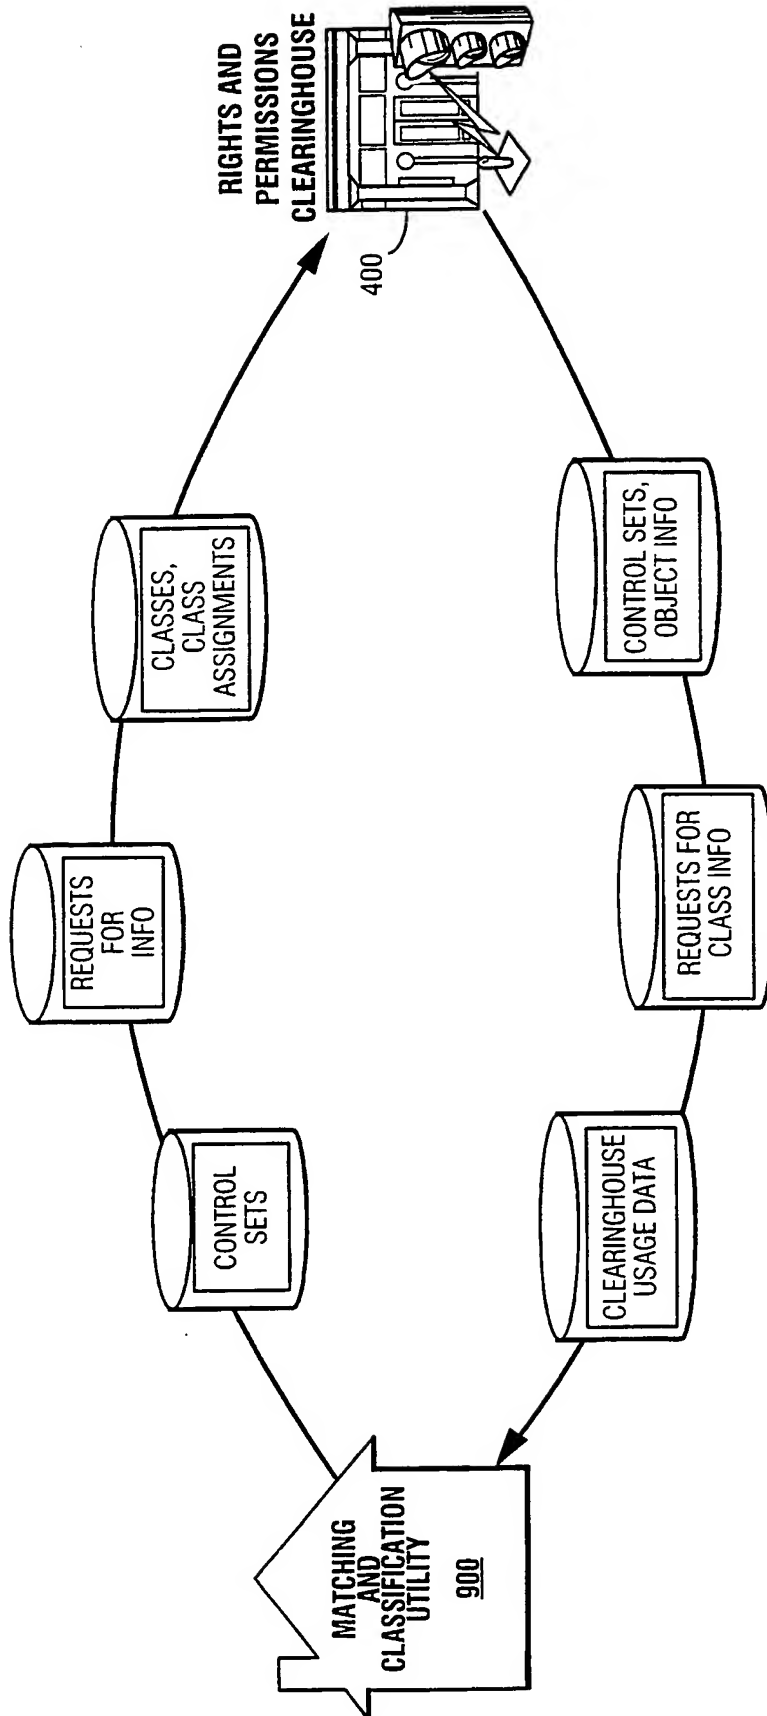 RIGHTS AND
PERMISSIONS
CLEARINGHOUSE
400
CLASSES,
CLASS
ASSIGNMENTS
REQUESTS
FOR
INFO
CONTROL
SETS
MATCHING
AND
CLASSIFICATION
UTILITY
900
CONTROL SETS,
OBJECT INFO
REQUESTS FOR
CLASS INFO
CLEARINGHOUSE
USAGE DATA